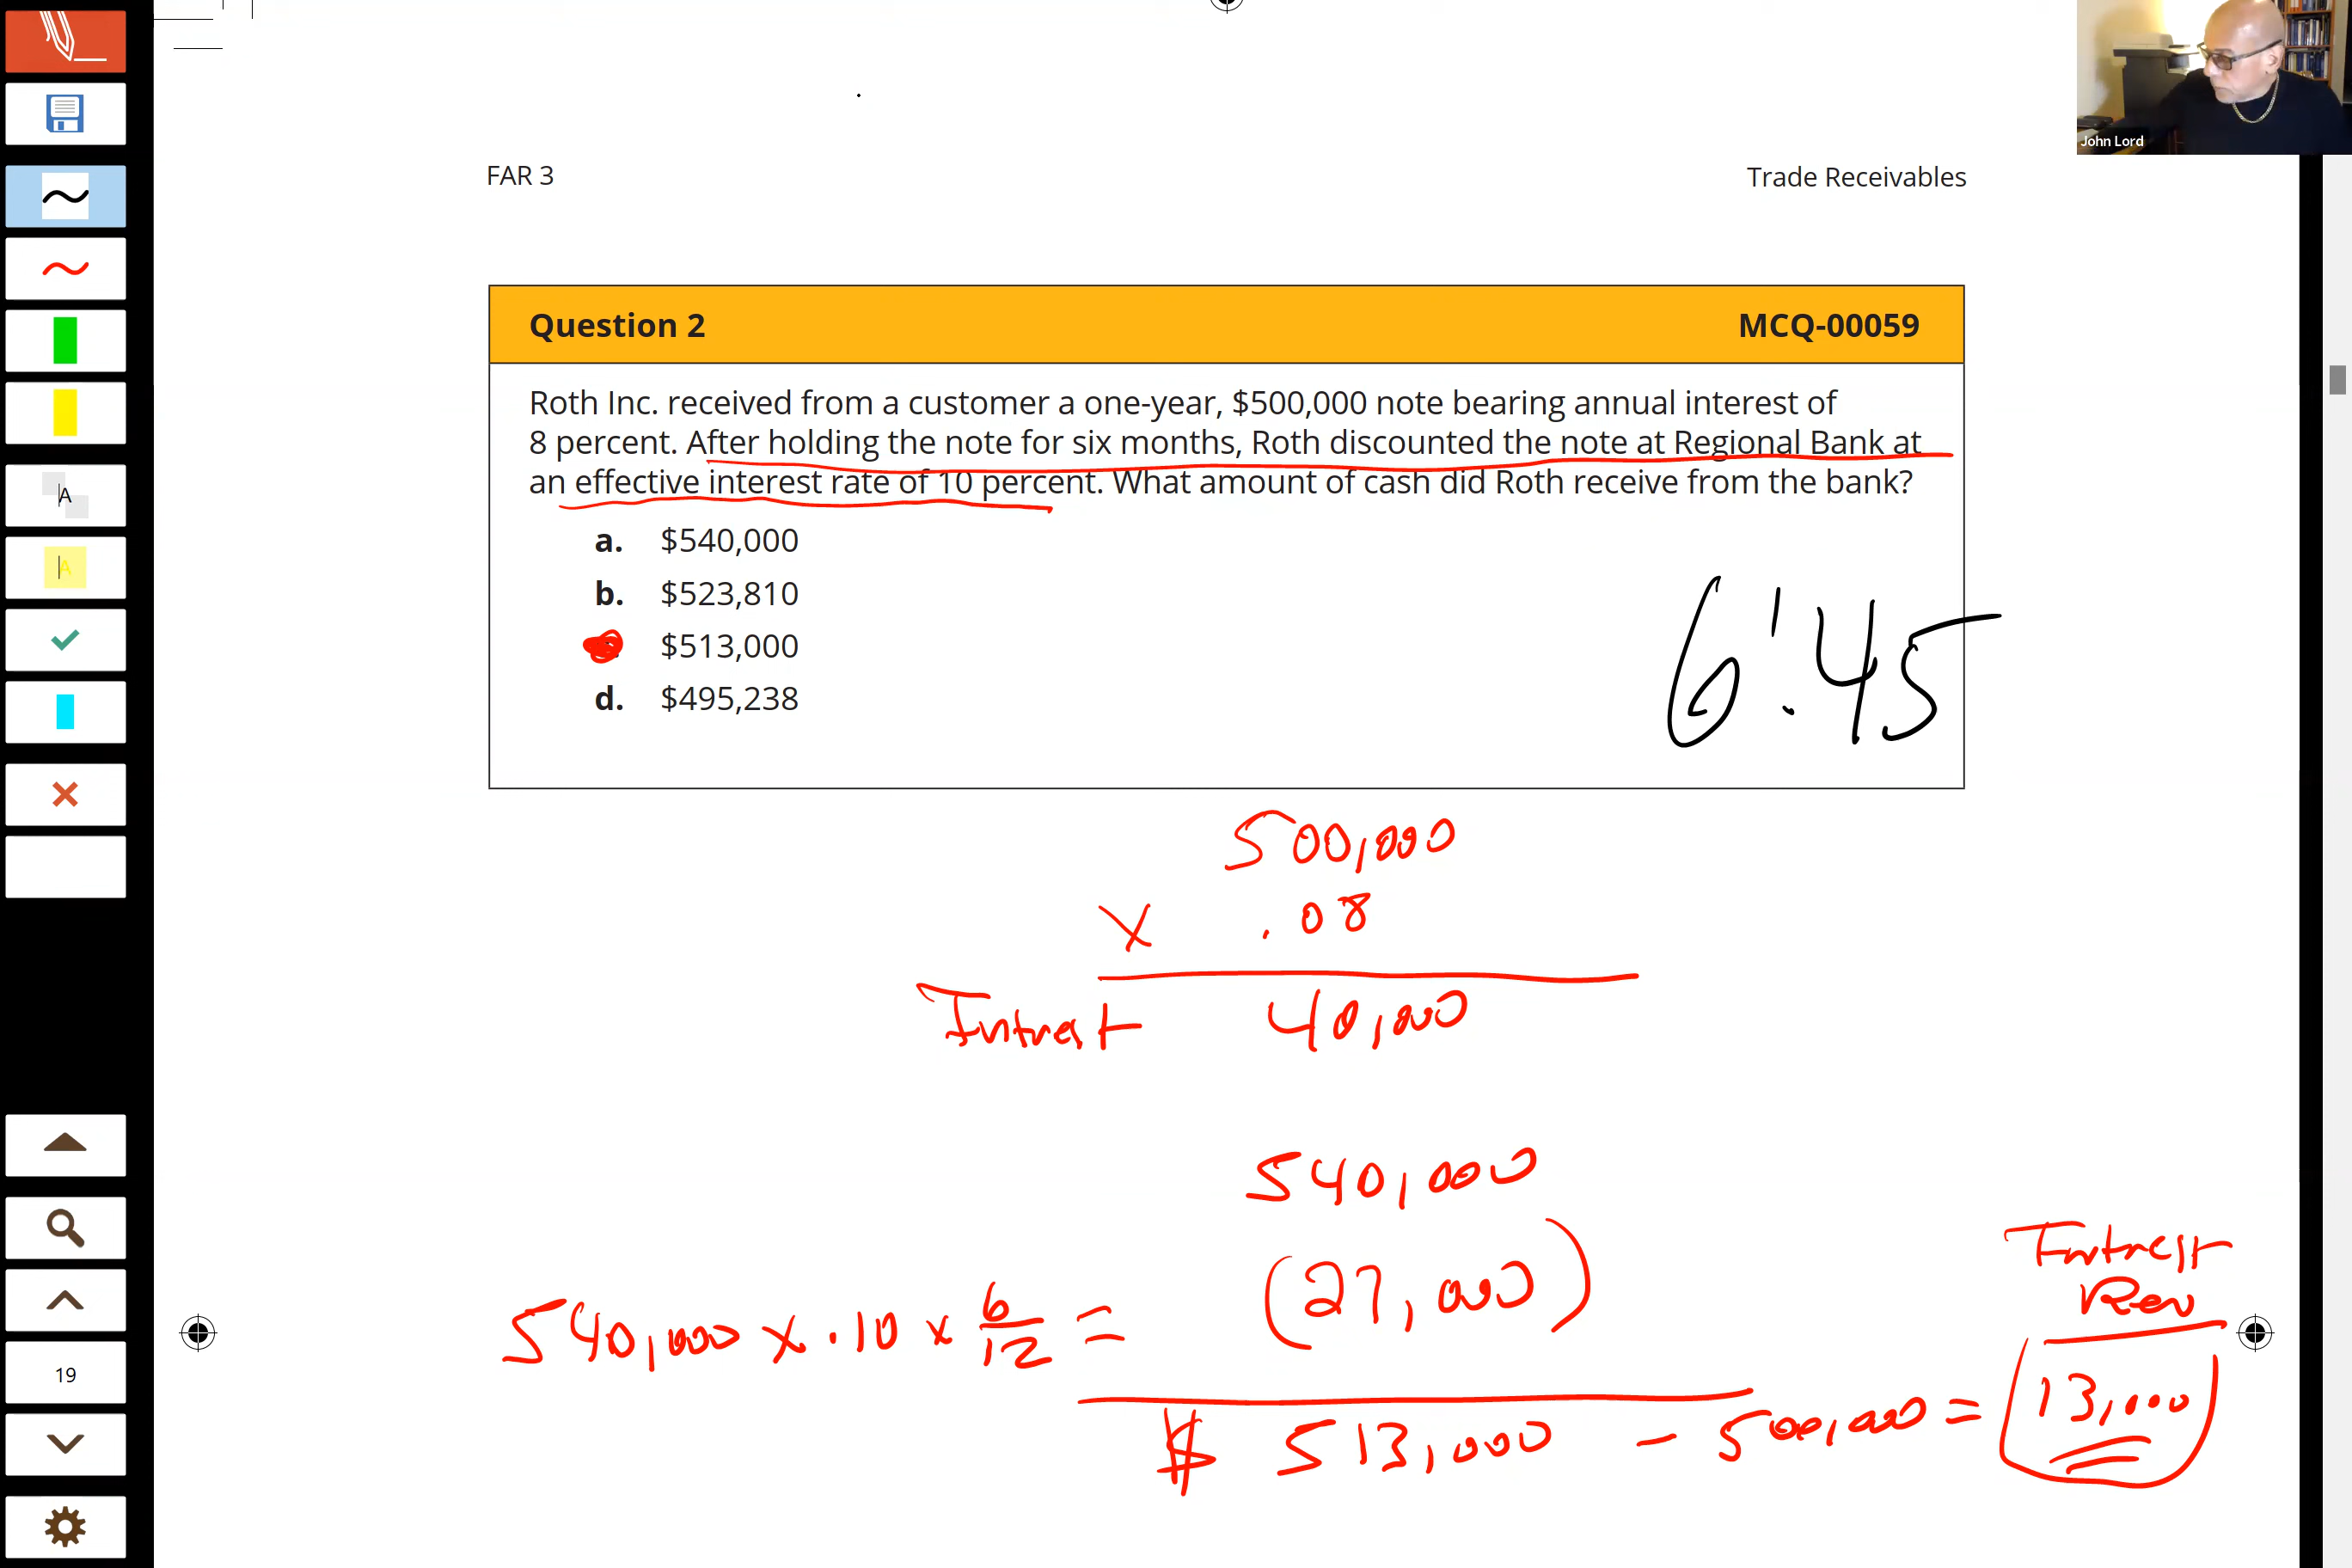 John Lord
FAR 3
Trade Receivables
Question 2
MCQ-00059
Roth Inc. received from a customer a one-year, $500,000 note bearing annual interest of
8 percent. After holding the note for six months, Roth discounted the note at Regional Bank at
an effective interest rate of 10 percent. What amount of cash did Roth receive from the bank?
a. $540,000
b. $523,810
$513,000
d. $495,238
6:45
500,000
x .08
Intrest 40,000
540,000
540,000 x .10 x 6/12 = (27,000)
$ 513,000 - 500,000 =
Intrest
Rev
13,000
A
A
19